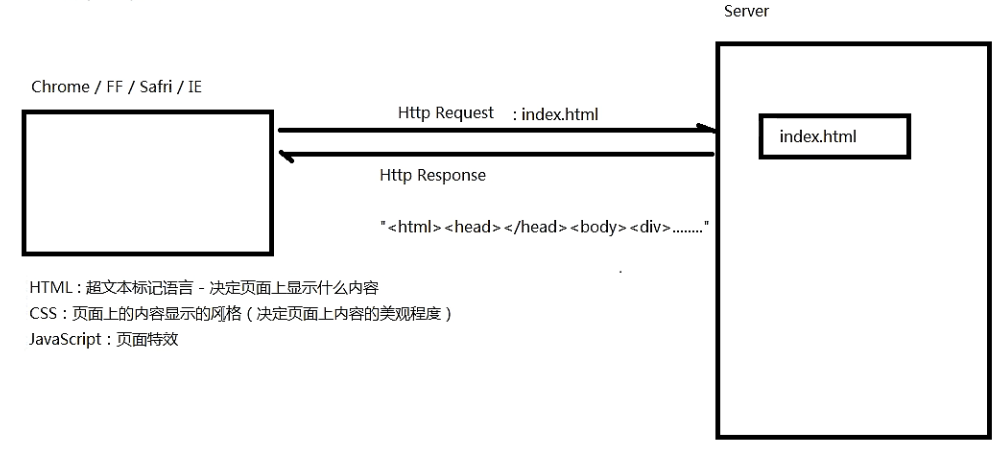 Server
Chrome / FF / Safri / IE
Http Request : index.html
index.html
Http Response
"<html><head></head><body><div>........"
HTML：超文本标记语言 - 决定页面上显示什么内容
CSS：页面上的内容显示的风格（决定页面上内容的美观程度）
JavaScript：页面特效